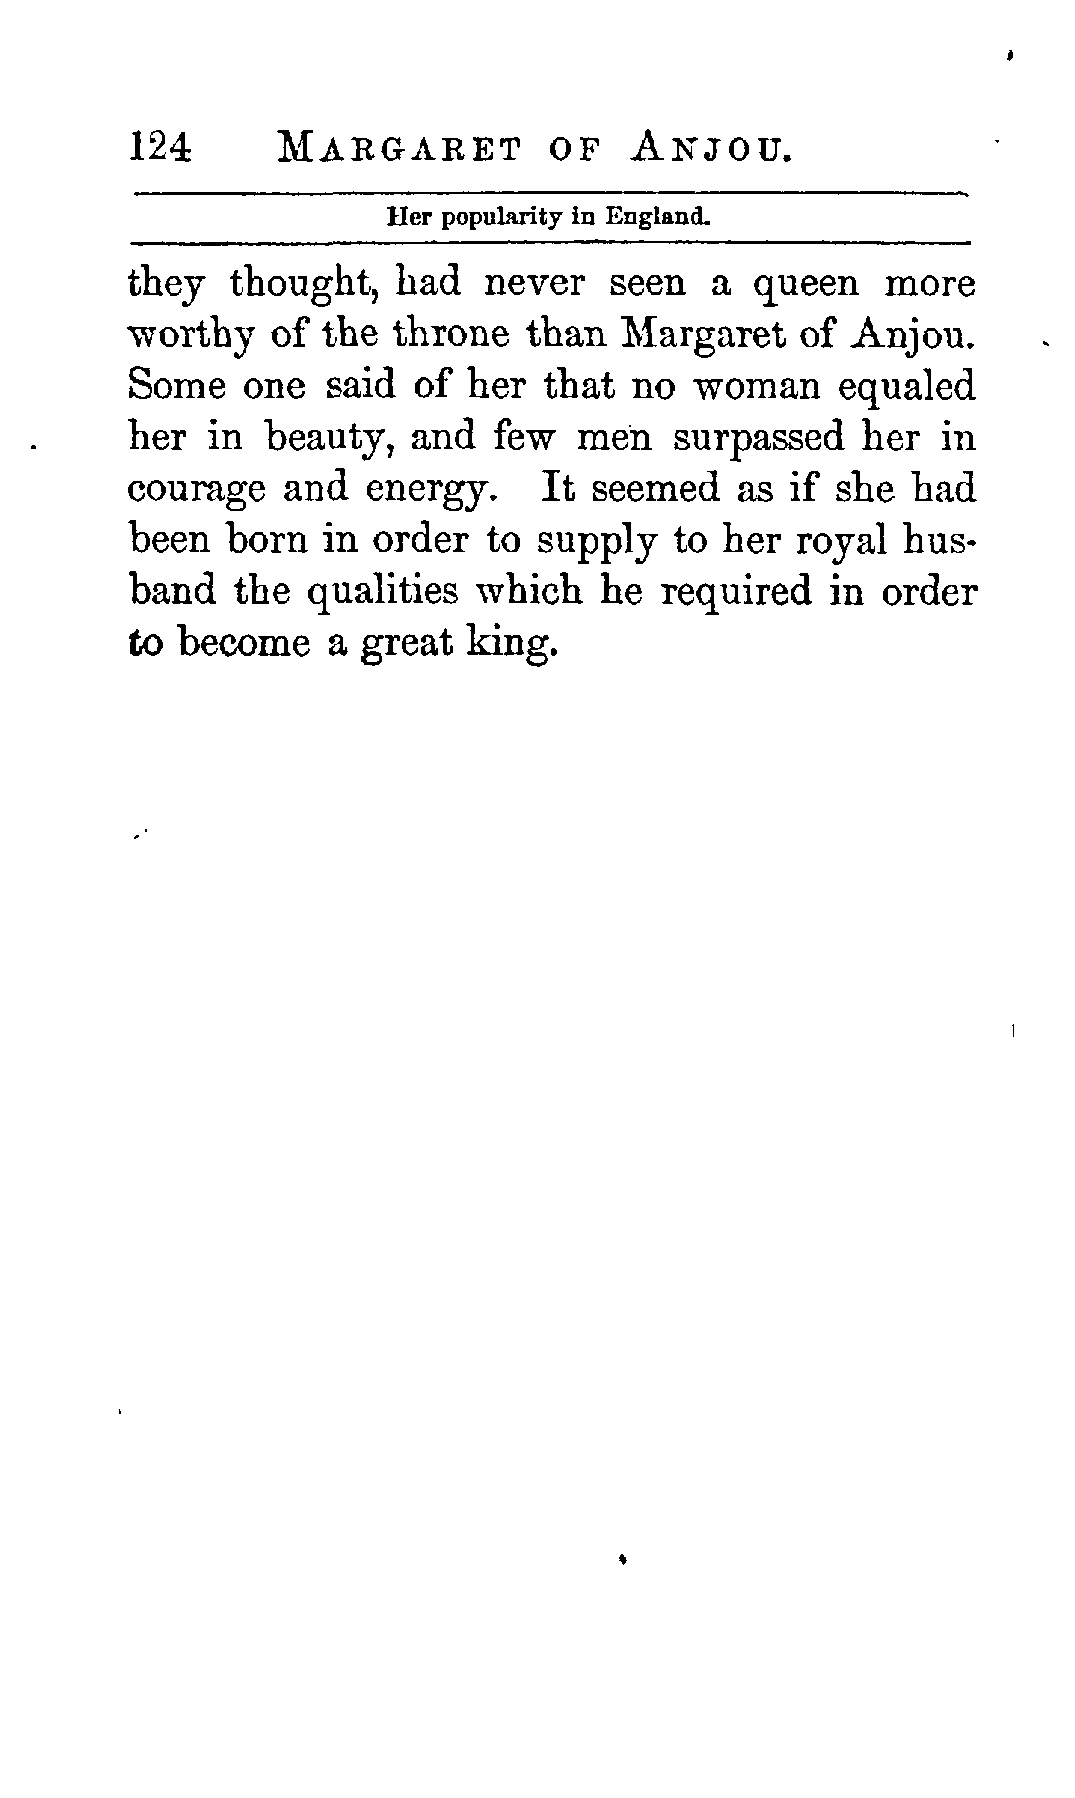 124 MARGARET OF ANJOU.
Her popularity in England.
they thought, had never seen a queen more
worthy of the throne than Margaret of Anjou.
Some one said of her that no woman equaled
her in beauty, and few men surpassed her in
courage and energy. It seemed as if she had
been born in order to supply to her royal hus-
band the qualities which he required in order
to become a great king.